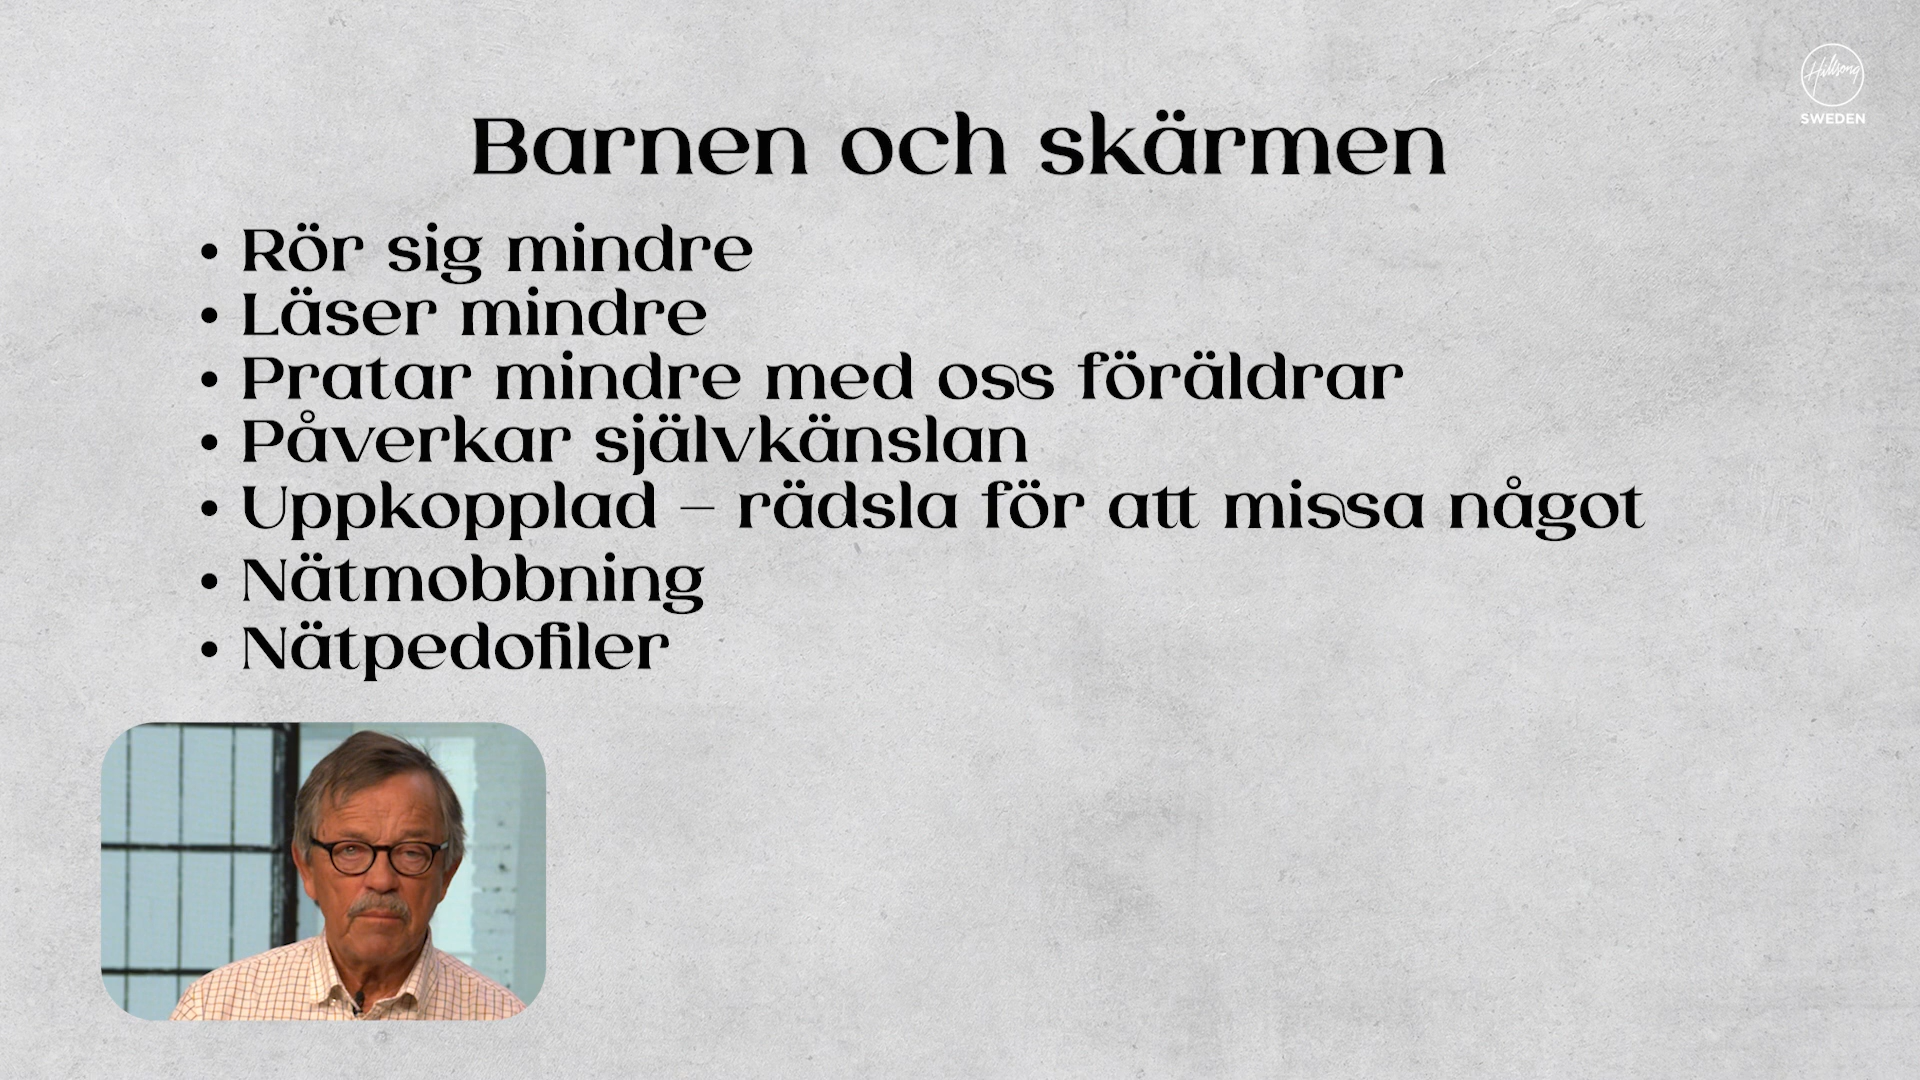 Hillsong
SWEDEN
Barnen och skärmen
• Rör sig mindre
• Läser mindre
• Pratar mindre med oss föräldrar
• Påverkar självkänslan
• Uppkopplad – rädsla för att missa något
• Nätmobbning
• Nätpedofiler